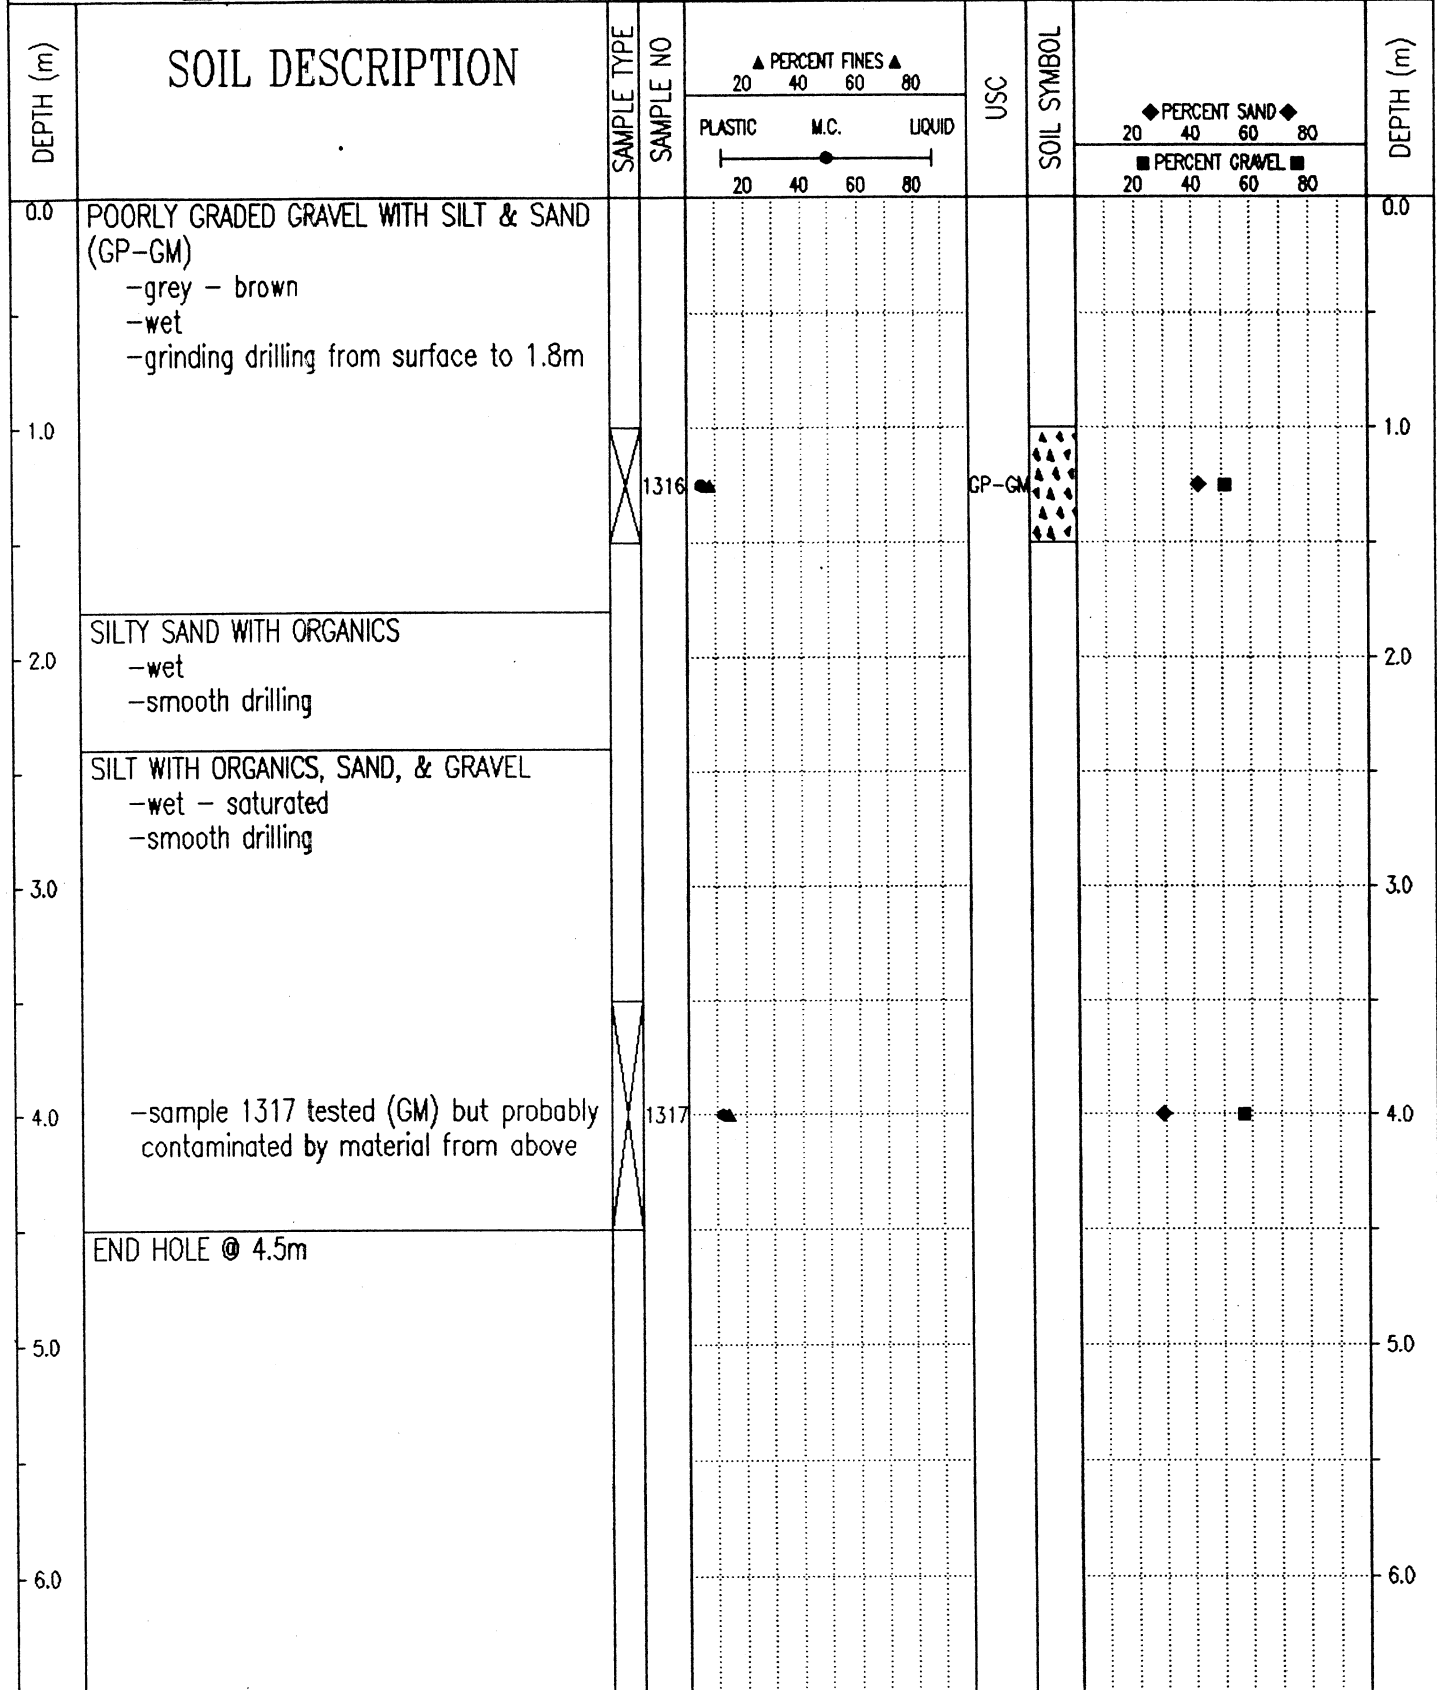 DEPTH (m)
SOIL DESCRIPTION
SAMPLE TYPE
SAMPLE NO
▲ PERCENT FINES ▲
20 40 60 80
PLASTIC M.C. LIQUID
20 40 60 80
USC
SOIL SYMBOL
◆PERCENT SAND◆
20 40 60 80
■ PERCENT GRAVEL ■
20 40 60 80
DEPTH (m)
0.0 POORLY GRADED GRAVEL WITH SILT & SAND 0.0
(GP-GM)
-grey - brown
-wet
-grinding drilling from surface to 1.8m
1.0 1.0
1316 GP-GM
SILTY SAND WITH ORGANICS
2.0 -wet 2.0
-smooth drilling
SILT WITH ORGANICS, SAND, & GRAVEL
-wet - saturated
-smooth drilling
3.0 3.0
4.0 -sample 1317 tested (GM) but probably 1317 4.0
contaminated by material from above
END HOLE @ 4.5m
5.0 5.0
6.0 6.0